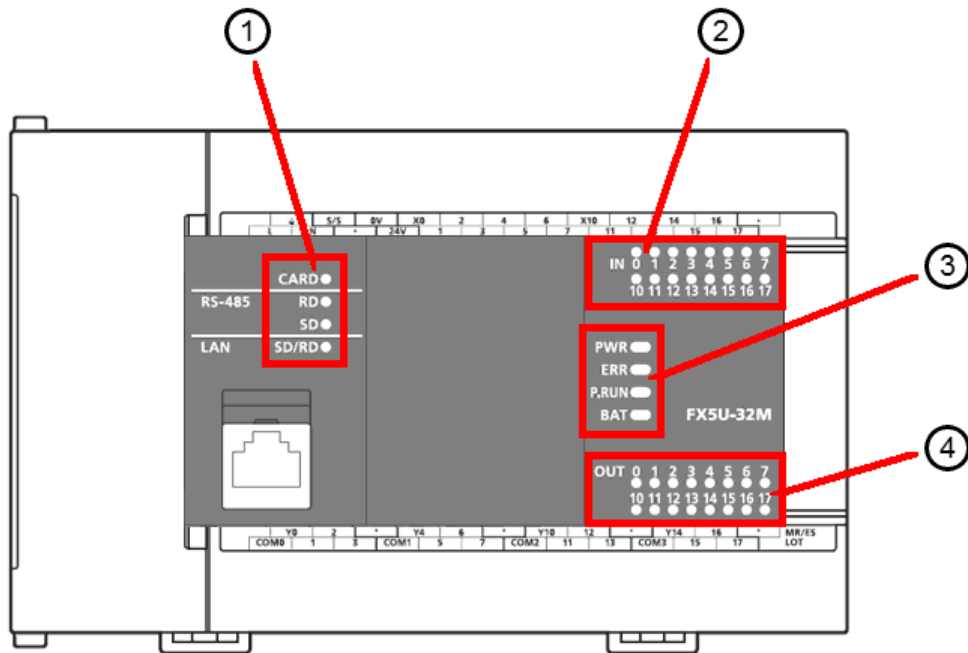 1 2
S/S 0V X0 2 4 6 X10 12 14 16 •
L • 24V 1 3 5 7 11 15 17
IN 0 1 2 3 4 5 6 7
10 11 12 13 14 15 16 17
3
CARD
RS-485 RD
SD
LAN SD/RD
PWR
ERR
P.RUN
BAT FX5U-32M
4
OUT 0 1 2 3 4 5 6 7
10 11 12 13 14 15 16 17
Y0 2 • Y4 6 • Y10 12 • Y14 16 • MR/ES
COM0 1 3 COM1 5 7 COM2 11 13 COM3 15 17 LOT